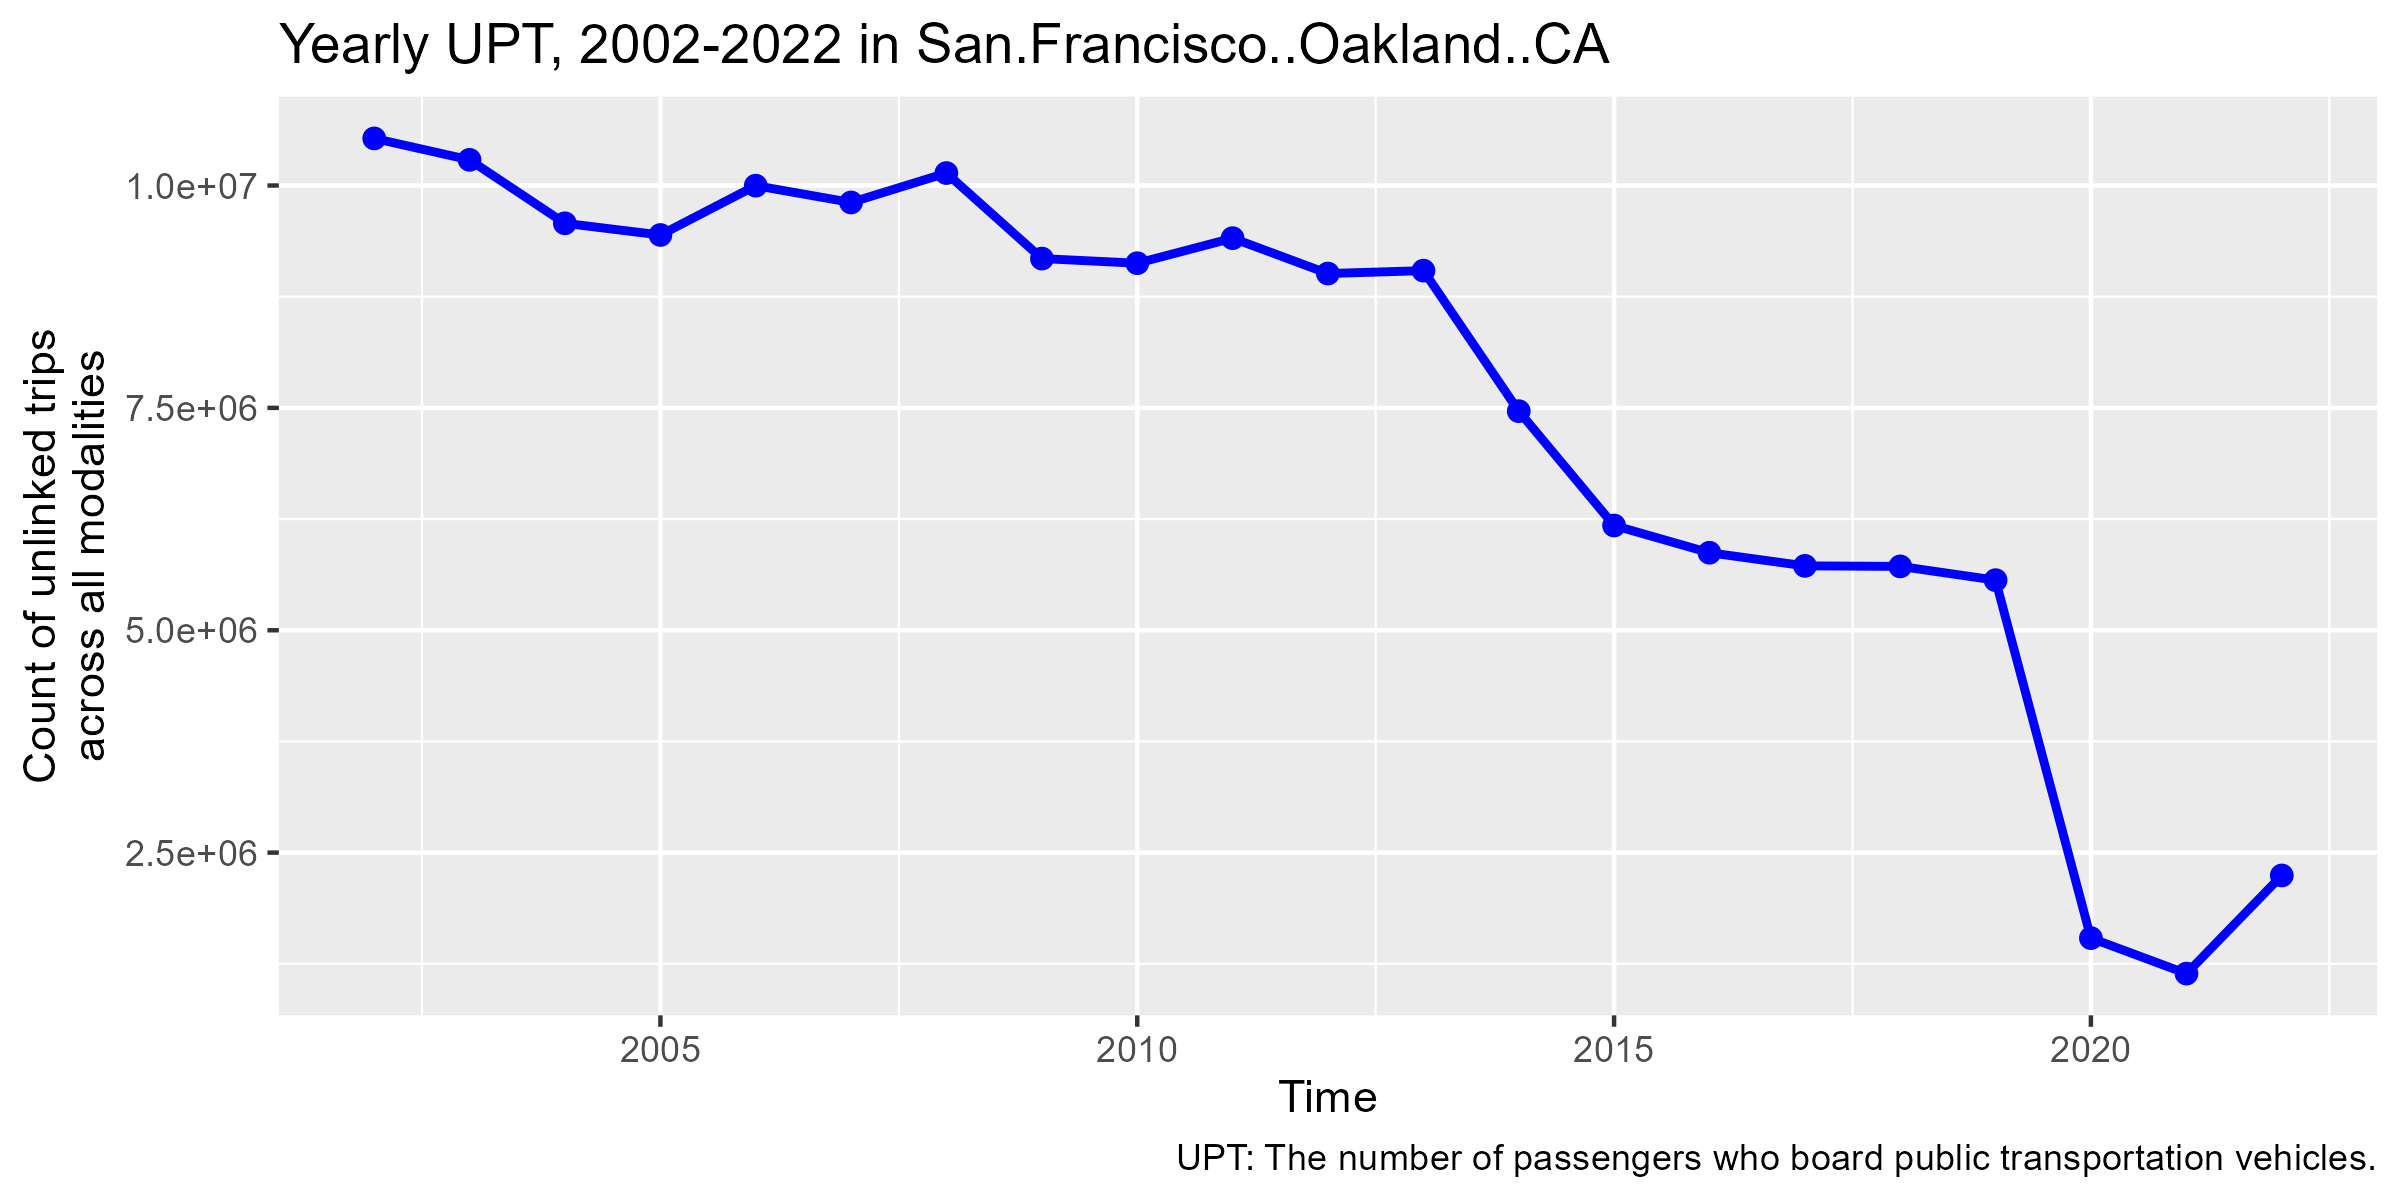 Yearly UPT, 2002-2022 in San.Francisco..Oakland..CA
Count of unlinked trips
across all modalities
1.0e+07
7.5e+06
5.0e+06
2.5e+06
2005
2010
2015
2020
Time
UPT: The number of passengers who board public transportation vehicles.